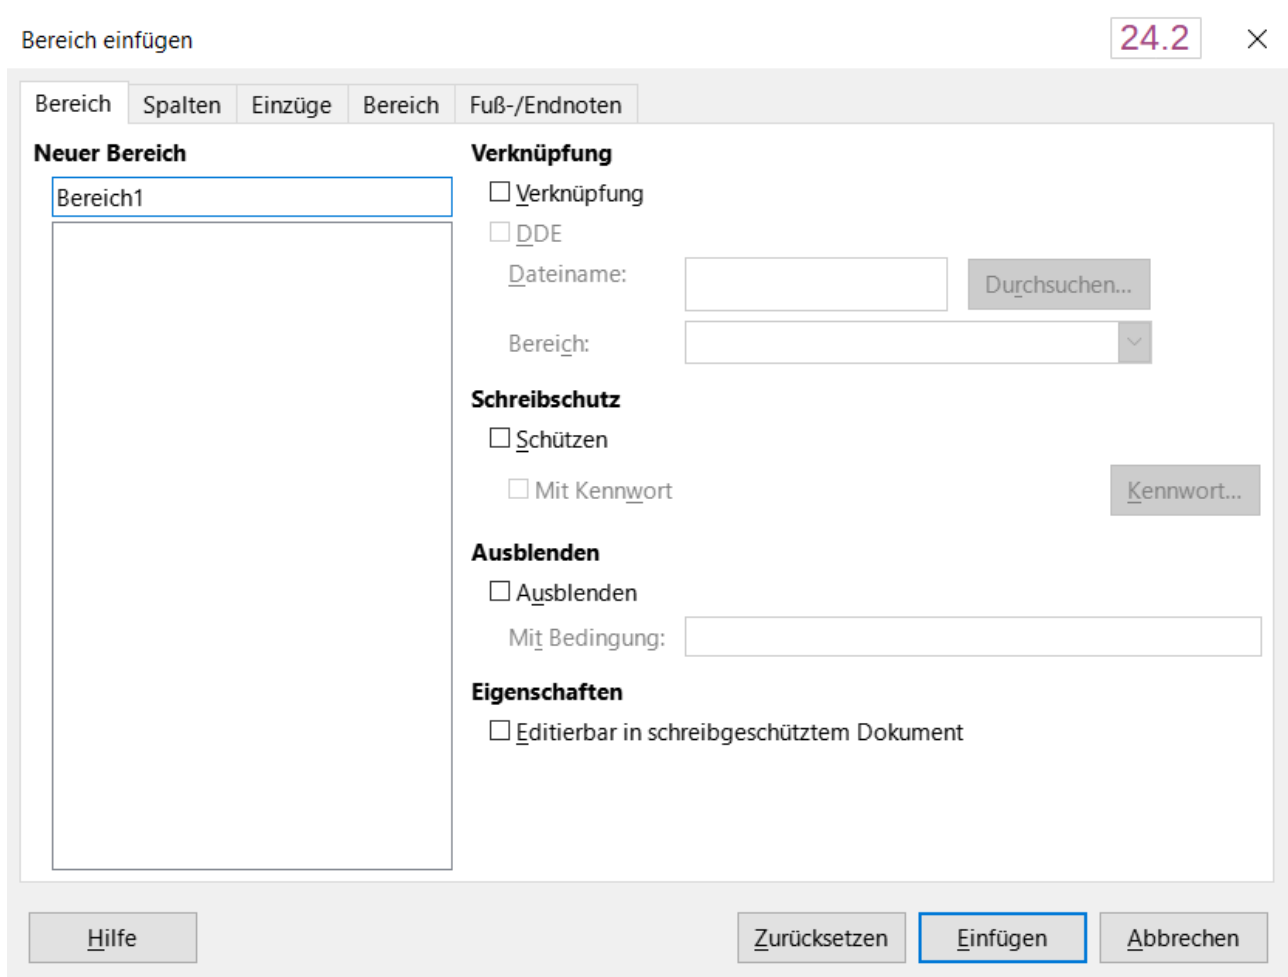 Bereich einfügen
24.2
Bereich Spalten Einzüge Bereich Fuß-/Endnoten
Neuer Bereich
Bereich1
Verknüpfung
Verknüpfung
DDE
Dateiname: Durchsuchen...
Bereich:
Schreibschutz
Schützen
Mit Kennwort Kennwort...
Ausblenden
Ausblenden
Mit Bedingung:
Eigenschaften
Editierbar in schreibgeschütztem Dokument
Hilfe Zurücksetzen Einfügen Abbrechen